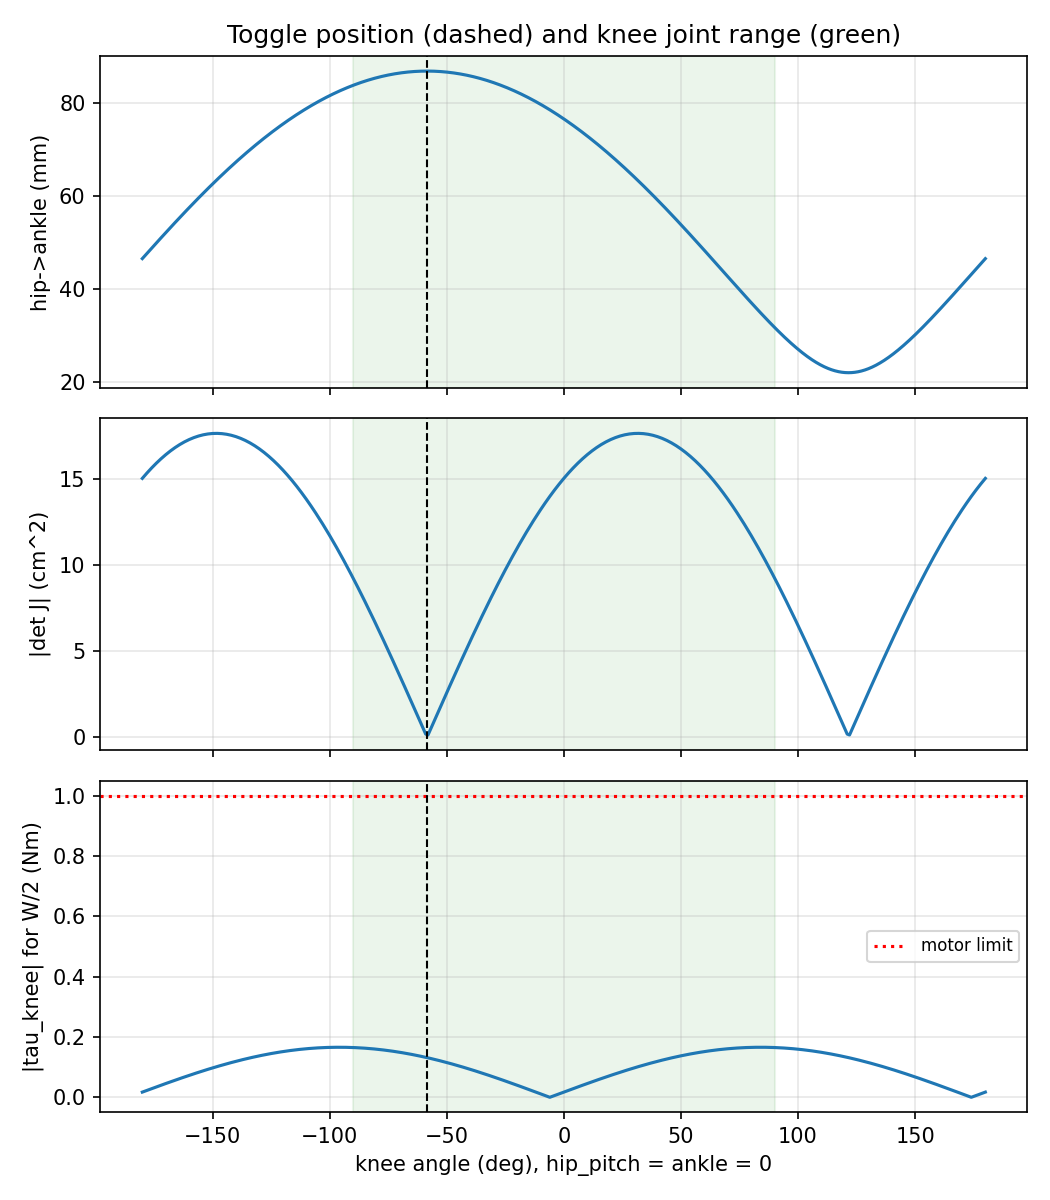 Toggle position (dashed) and knee joint range (green)
hip->ankle (mm)
80
60
40
20
|det J| (cm^2)
15
10
5
0
|tau_knee| for W/2 (Nm)
1.0
0.8
0.6
0.4
0.2
0.0
motor limit
−150 −100 −50 0 50 100 150
knee angle (deg), hip_pitch = ankle = 0